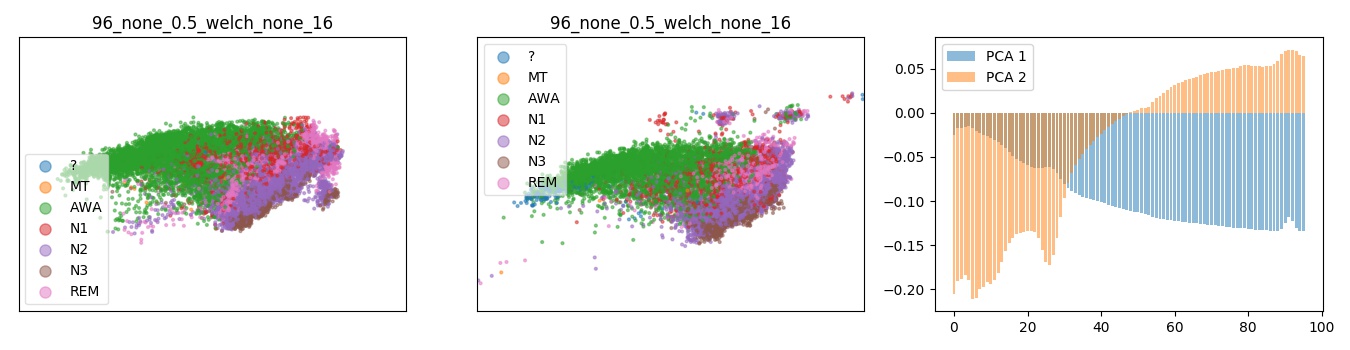 96_none_0.5_welch_none_16
?
MT
AWA
N1
N2
N3
REM
96_none_0.5_welch_none_16
?
MT
AWA
N1
N2
N3
REM
PCA 1
PCA 2
0.05
0.00
−0.05
−0.10
−0.15
−0.20
0 20 40 60 80 100